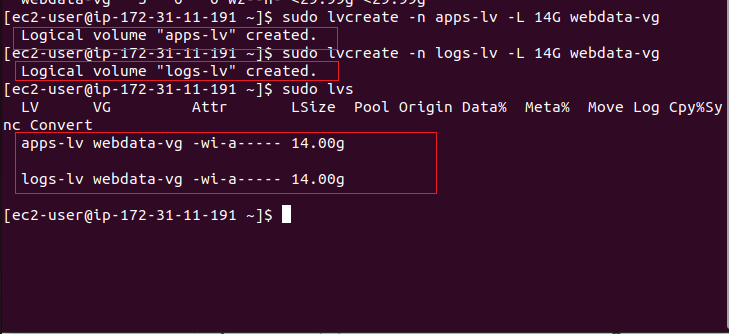 [ec2-user@ip-172-31-11-191 ~]$ sudo lvcreate -n apps-lv -L 14G webdata-vg
  Logical volume "apps-lv" created.
[ec2-user@ip-172-31-11-191 ~]$ sudo lvcreate -n logs-lv -L 14G webdata-vg
  Logical volume "logs-lv" created.
[ec2-user@ip-172-31-11-191 ~]$ sudo lvs
  LV      VG         Attr       LSize  Pool Origin Data%  Meta%  Move Log Cpy%Sy
nc Convert
  apps-lv webdata-vg -wi-a----- 14.00g
  logs-lv webdata-vg -wi-a----- 14.00g
[ec2-user@ip-172-31-11-191 ~]$